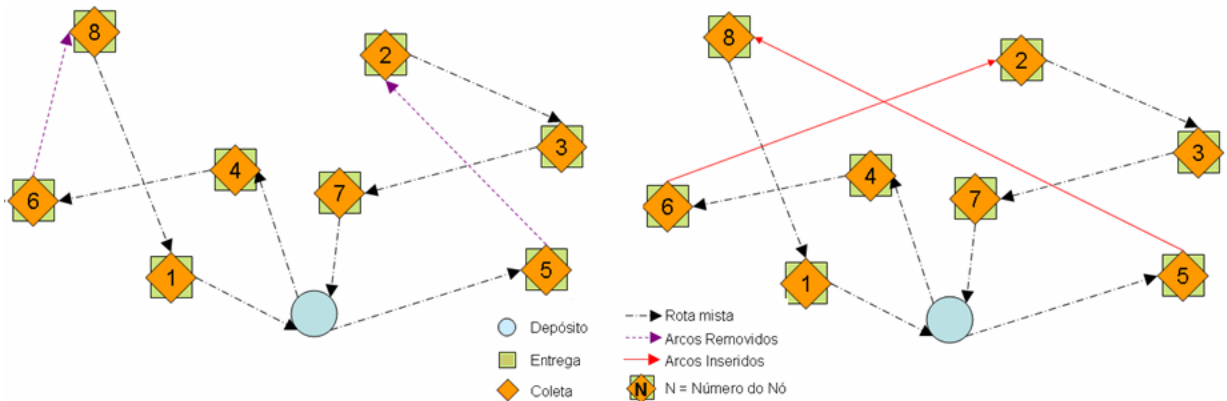 8
2
3
4
7
6
5
1
8
2
3
4
7
6
5
1
Depósito
Entrega
Coleta
Rota mista
Arcos Removidos
Arcos Inseridos
N N = Número do Nó